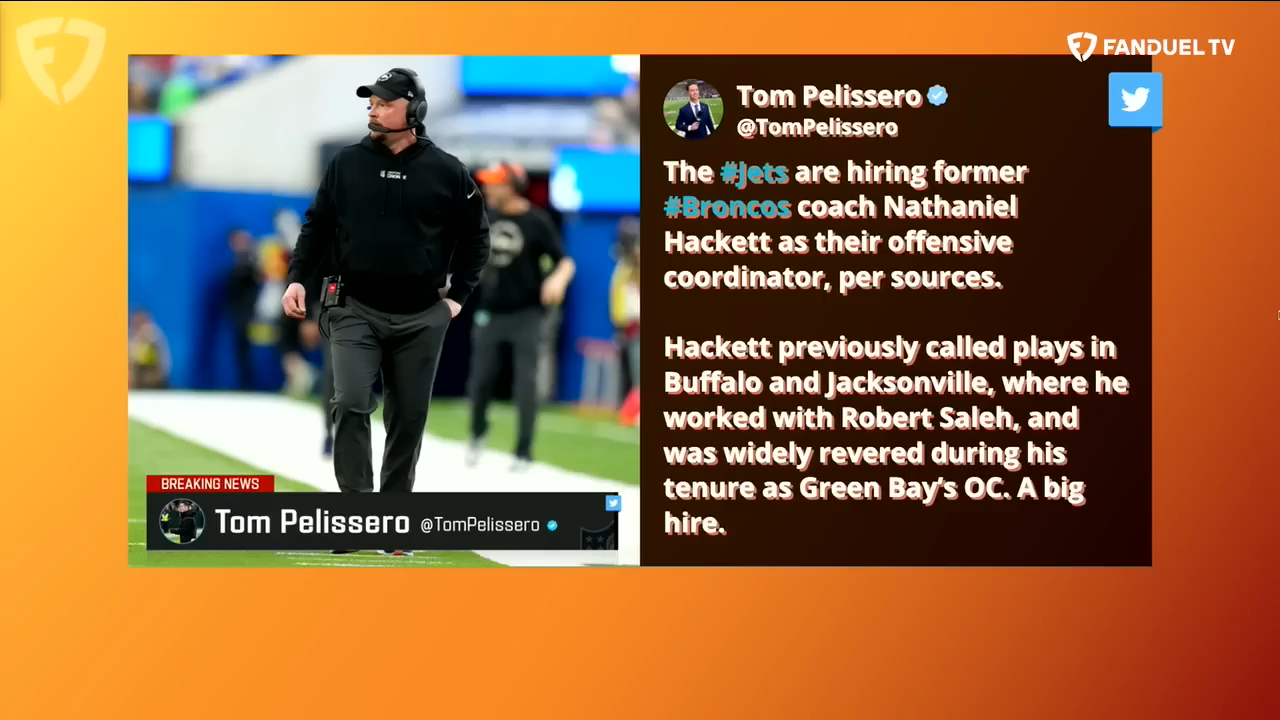 FANDUEL TV
Tom Pelissero
@TomPelissero
The #Jets are hiring former
#Broncos coach Nathaniel
Hackett as their offensive
coordinator, per sources.
Hackett previously called plays in
Buffalo and Jacksonville, where he
worked with Robert Saleh, and
was widely revered during his
tenure as Green Bay's OC. A big
hire.
BREAKING NEWS
Tom Pelissero @TomPelissero